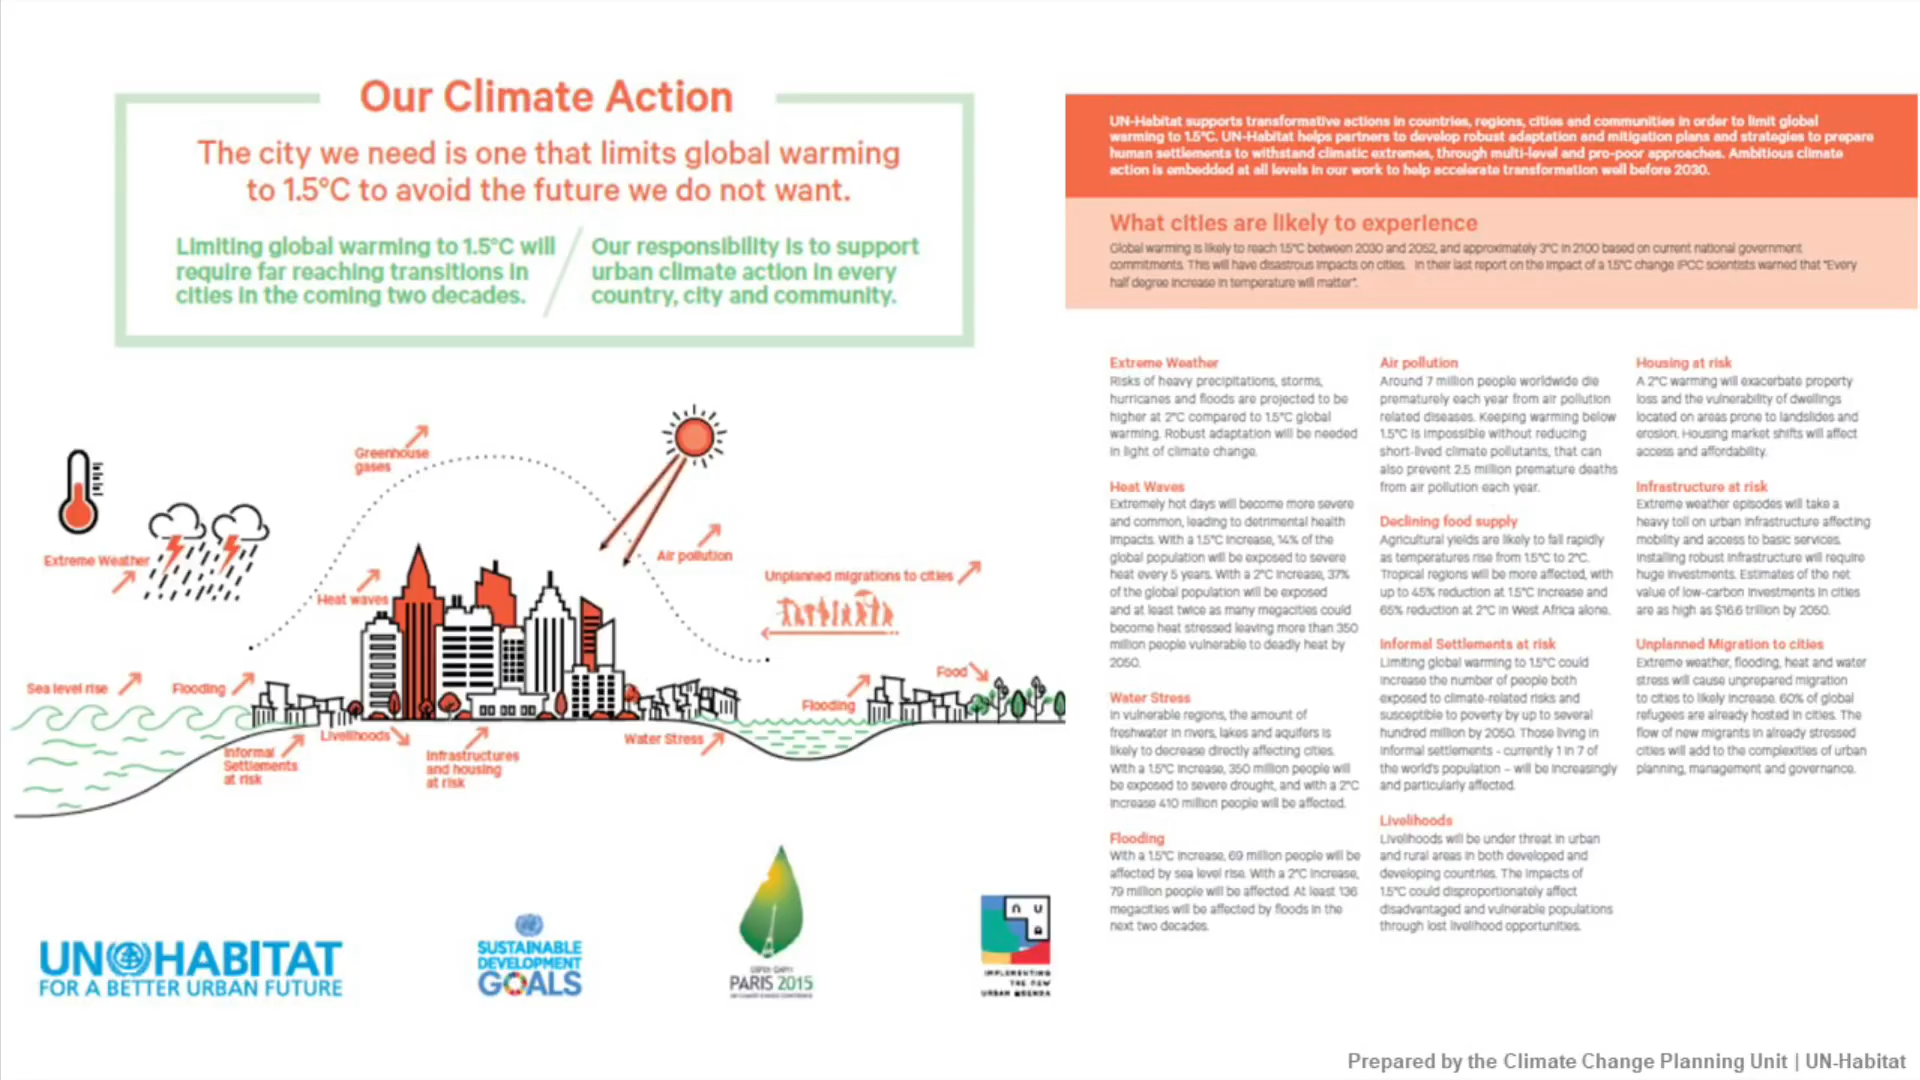 Our Climate Action
The city we need is one that limits global warming
to 1.5°C to avoid the future we do not want.
Limiting global warming to 1.5°C will
require far reaching transitions in
cities in the coming two decades.
Our responsibility is to support
urban climate action in every
country, city and community.
Greenhouse
gases
Extreme Weather
Air pollution
Heat waves
Unplanned migrations to cities
Sea level rise
Flooding
Food
Flooding
Livelihoods
Water Stress
Informal
Settlements
at risk
Infrastructures
and housing
at risk
UN HABITAT
FOR A BETTER URBAN FUTURE
SUSTAINABLE
DEVELOPMENT
GOALS
PARIS 2015
N U
A
IMPLEMENTING
THE NEW
URBAN AGENDA
UN-Habitat supports transformative actions in countries, regions, cities and communities in order to limit global
warming to 1.5°C. UN-Habitat helps partners to develop robust adaptation and mitigation plans and strategies to prepare
human settlements to withstand climatic extremes, through multi-level and pro-poor approaches. Ambitious climate
action is embedded at all levels in our work to help accelerate transformation well before 2030.
What cities are likely to experience
Global warming is likely to reach 1.5°C between 2030 and 2052, and approximately 3°C in 2100 based on current national government
commitments. This will have disastrous impacts on cities. In their last report on the impact of a 1.5°C change IPCC scientists warned that "Every
half degree increase in temperature will matter".
Extreme Weather
Risks of heavy precipitations, storms,
hurricanes and floods are projected to be
higher at 2°C compared to 1.5°C global
warming. Robust adaptation will be needed
in light of climate change.
Heat Waves
Extremely hot days will become more severe
and common, leading to detrimental health
impacts. With a 1.5°C increase, 14% of the
global population will be exposed to severe
heat every 5 years. With a 2°C increase, 37%
of the global population will be exposed
and at least twice as many megacities could
become heat stressed leaving more than 350
million people vulnerable to deadly heat by
2050.
Water Stress
In vulnerable regions, the amount of
freshwater in rivers, lakes and aquifers is
likely to decrease directly affecting cities.
With a 1.5°C increase, 350 million people will
be exposed to severe drought, and with a 2°C
increase 410 million people will be affected.
Flooding
With a 1.5°C increase, 69 million people will be
affected by sea level rise. With a 2°C increase,
79 million people will be affected. At least 136
megacities will be affected by floods in the
next two decades.
Air pollution
Around 7 million people worldwide die
prematurely each year from air pollution
related diseases. Keeping warming below
1.5°C is impossible without reducing
short-lived climate pollutants, that can
also prevent 2.5 million premature deaths
from air pollution each year.
Declining food supply
Agricultural yields are likely to fall rapidly
as temperatures rise from 1.5°C to 2°C.
Tropical regions will be more affected, with
up to 45% reduction at 1.5°C increase and
65% reduction at 2°C in West Africa alone.
Informal Settlements at risk
Limiting global warming to 1.5°C could
increase the number of people both
exposed to climate-related risks and
susceptible to poverty by up to several
hundred million by 2050. Those living in
informal settlements - currently 1 in 7 of
the world's population – will be increasingly
and particularly affected.
Livelihoods
Livelihoods will be under threat in urban
and rural areas in both developed and
developing countries. The impacts of
1.5°C could disproportionately affect
disadvantaged and vulnerable populations
through lost livelihood opportunities.
Housing at risk
A 2°C warming will exacerbate property
loss and the vulnerability of dwellings
located on areas prone to landslides and
erosion. Housing market shifts will affect
access and affordability.
Infrastructure at risk
Extreme weather episodes will take a
heavy toll on urban infrastructure affecting
mobility and access to basic services.
Installing robust infrastructure will require
huge investments. Estimates of the net
value of low-carbon investments in cities
are as high as $16.6 trillion by 2050.
Unplanned Migration to cities
Extreme weather, flooding, heat and water
stress will cause unprepared migration
to cities to likely increase. 60% of global
refugees are already hosted in cities. The
flow of new migrants in already stressed
cities will add to the complexities of urban
planning, management and governance.
Prepared by the Climate Change Planning Unit | UN-Habitat